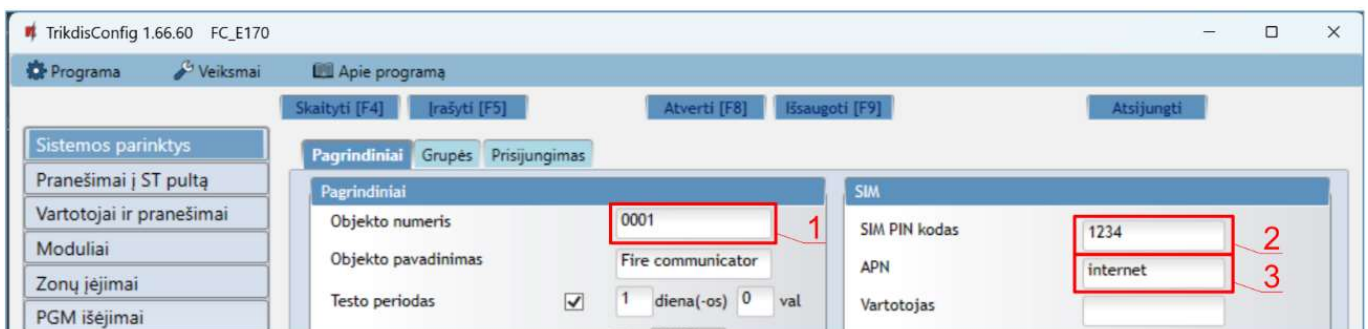 TrikdisConfig 1.66.60 FC_E170
Programa Veiksmai Apie programą
Skaityti [F4] Įrašyti [F5] Atverti [F8] Išsaugoti [F9] Atsijungti
Sistemos parinktys
Pranešimai į ST pultą
Vartotojai ir pranešimai
Moduliai
Zonų įėjimai
PGM išėjimai
Pagrindiniai Grupės Prisijungimas
Pagrindiniai
Objekto numeris 0001 1
Objekto pavadinimas Fire communicator
Testo periodas 1 diena(-os) 0 val
SIM
SIM PIN kodas 1234 2
APN internet 3
Vartotojas